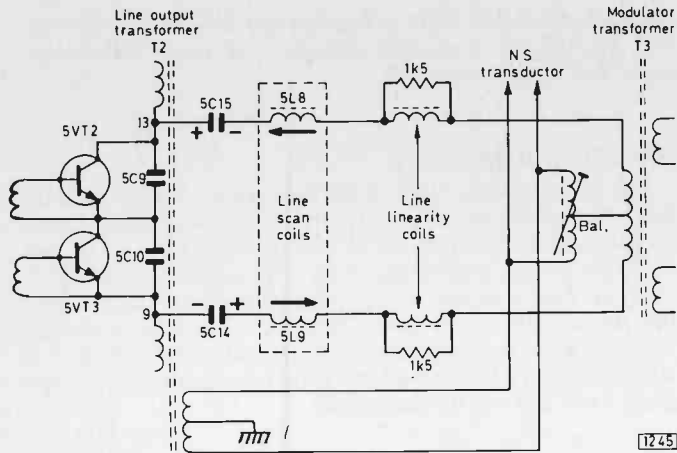 Line output
transformer
T2
Modulator
transformer
T3
NS
transductor
1k5
5C15
5L8
13
+
-
5VT2
5C9
Line
scan
coils
Line
linearity
coils
Bal.
5C10
5VT3
-
+
9
5C14
5L9
1k5
1245